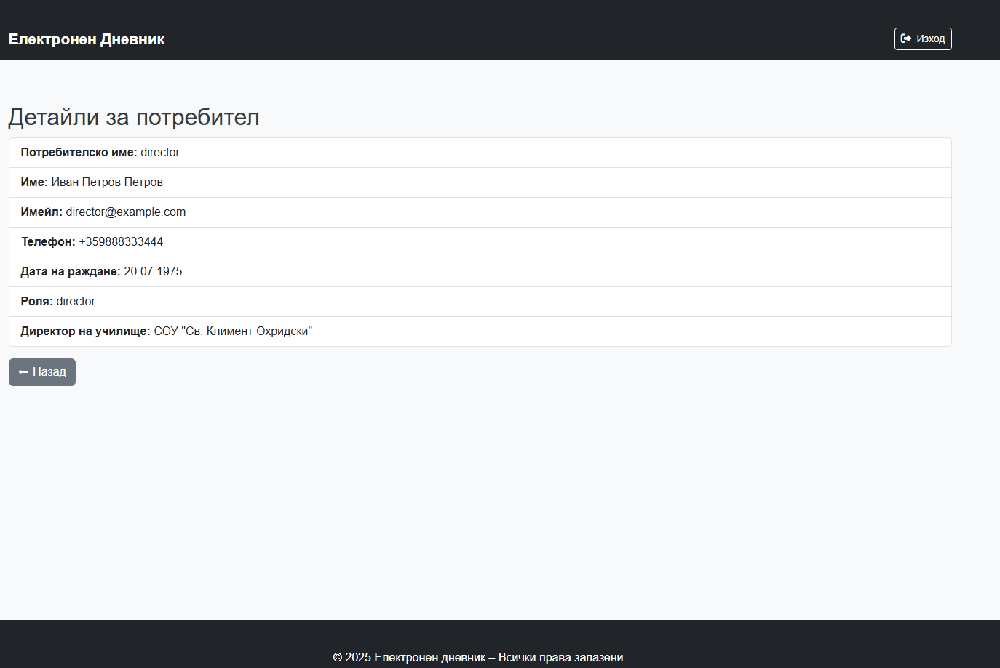 Електронен Дневник
Изход
Детайли за потребител
Потребителско име: director
Име: Иван Петров Петров
Имейл: director@example.com
Телефон: +359888333444
Дата на раждане: 20.07.1975
Роля: director
Директор на училище: СОУ "Св. Климент Охридски"
Назад
© 2025 Електронен дневник – Всички права запазени.